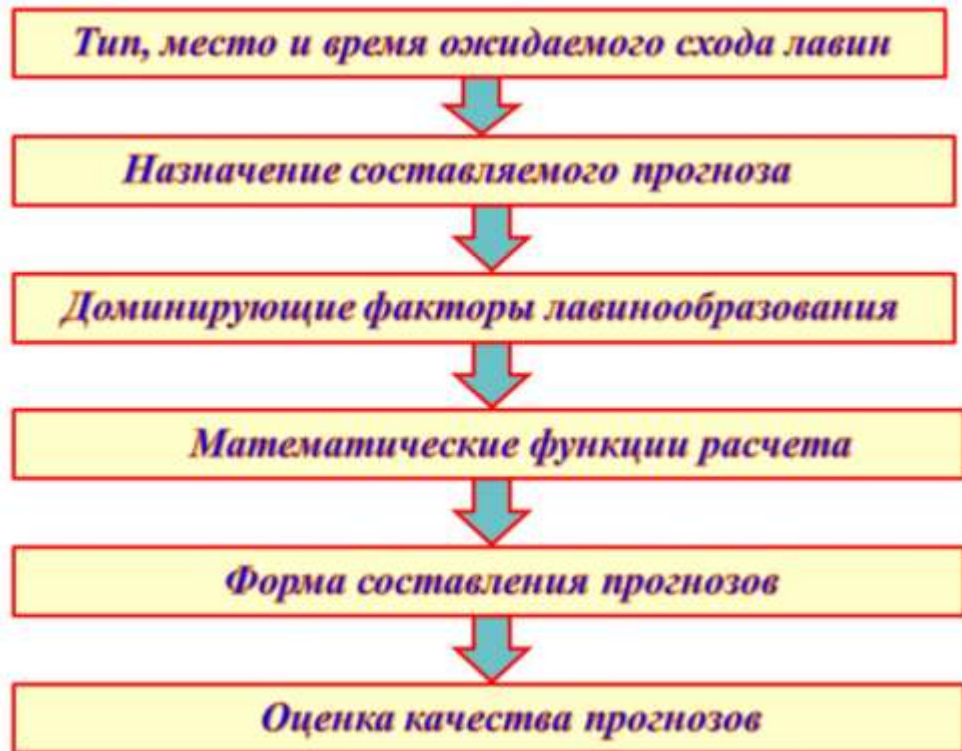 Тип, место и время ожидаемого схода лавин
Назначение составляемого прогноза
Доминирующие факторы лавинообразования
Математические функции расчета
Форма составления прогнозов
Оценка качества прогнозов